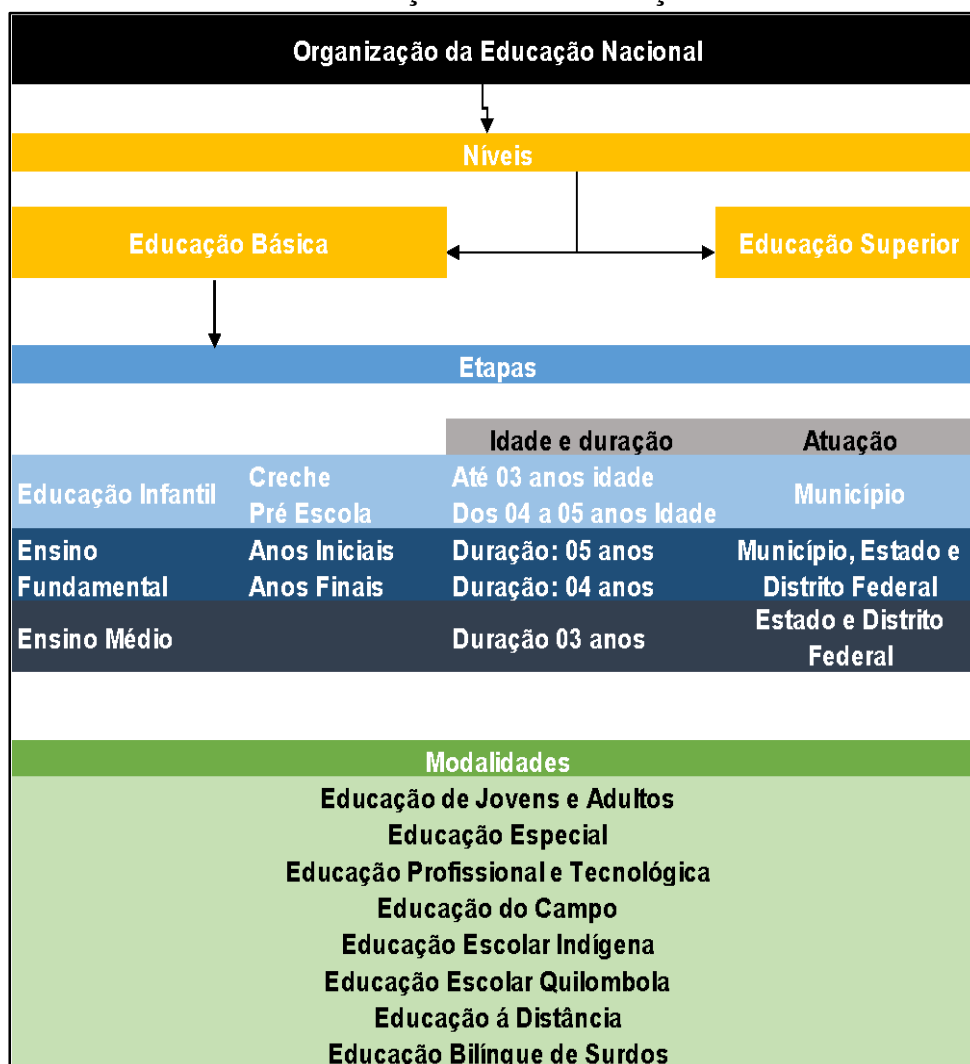 Organização da Educação Nacional
Níveis
Educação Básica
Educação Superior
Etapas
Idade e duração Atuação
Educação Infantil
Creche Até 03 anos idade
Pré Escola Dos 04 a 05 anos Idade
Município
Ensino Anos Iniciais Duração: 05 anos Município, Estado e
Fundamental Anos Finais Duração: 04 anos Distrito Federal
Ensino Médio Duração 03 anos
Estado e Distrito
Federal
Modalidades
Educação de Jovens e Adultos
Educação Especial
Educação Profissional e Tecnológica
Educação do Campo
Educação Escolar Indígena
Educação Escolar Quilombola
Educação á Distância
Educação Bilíngue de Surdos